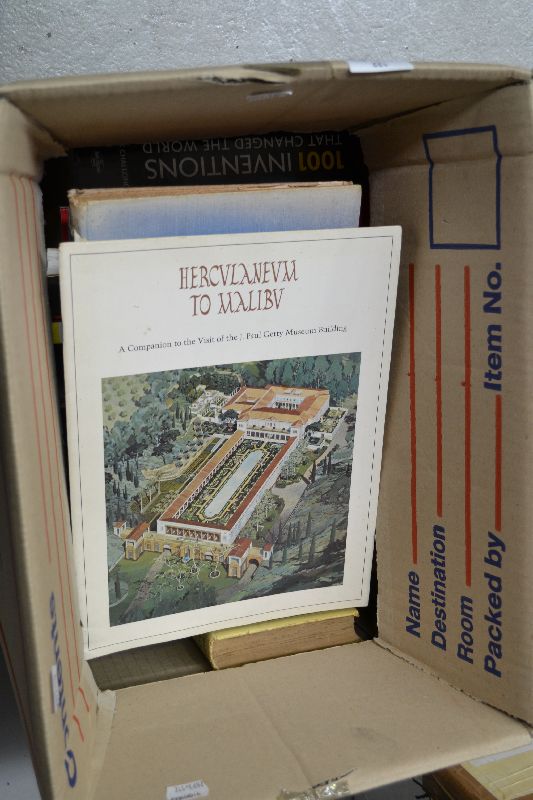 1001 INVENTIONS
THAT CHANGED THE WORLD
HERCVLANEVM
TO MALIBV
A Companion to the Visit of the J. Paul Getty Museum Building
Item No.
Name
Destination
Room
Packed by
Contents